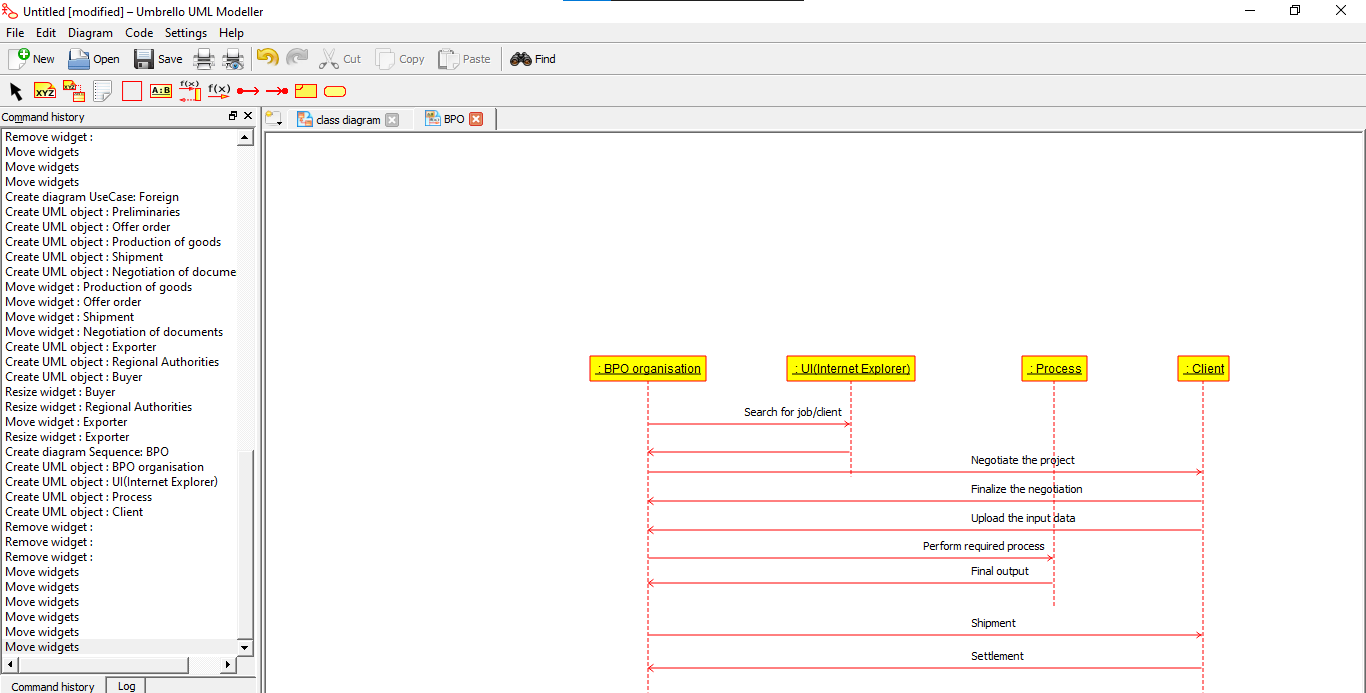 Untitled [modified] – Umbrello UML Modeller
File Edit Diagram Code Settings Help
New Open Save Cut Copy Paste Find
XYZ XYZ A:B f(x) f(x)
Command history
class diagram BPO
Remove widget :
Move widgets
Move widgets
Move widgets
Create diagram UseCase: Foreign
Create UML object : Preliminaries
Create UML object : Offer order
Create UML object : Production of goods
Create UML object : Shipment
Create UML object : Negotiation of docume
Move widget : Production of goods
Move widget : Offer order
Move widget : Shipment
Move widget : Negotiation of documents
Create UML object : Exporter
Create UML object : Regional Authorities
Create UML object : Buyer
Resize widget : Buyer
Resize widget : Regional Authorities
Move widget : Exporter
Resize widget : Exporter
Create diagram Sequence: BPO
Create UML object : BPO organisation
Create UML object : UI(Internet Explorer)
Create UML object : Process
Create UML object : Client
Remove widget :
Remove widget :
Remove widget :
Move widgets
Move widgets
Move widgets
Move widgets
Move widgets
Move widgets
Command history Log
: BPO organisation : UI(Internet Explorer) : Process : Client
Search for job/client
Negotiate the project
Finalize the negotiation
Upload the input data
Perform required process
Final output
Shipment
Settlement